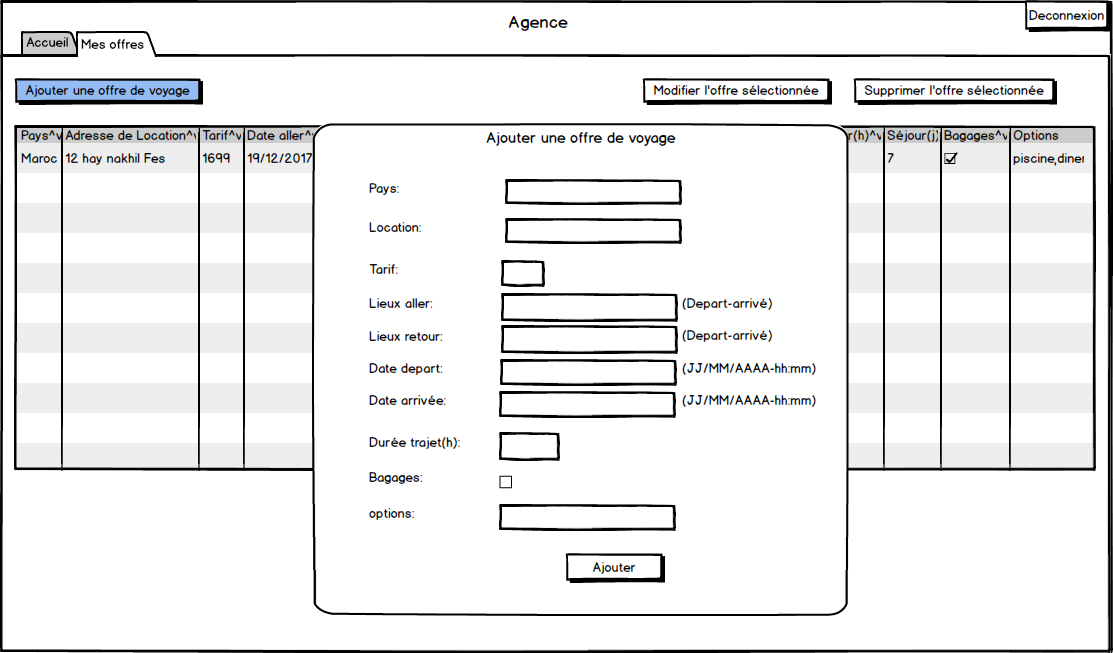 Agence
Deconnexion
Accueil
Mes offres
Ajouter une offre de voyage
Modifier l'offre sélectionnée
Supprimer l'offre sélectionnée
Pays^v Adresse de Location^v Tarif^v Date aller^v r(h)^v Séjour(j) Bagages^v Options
Maroc 12 hay nakhil Fes 1699 19/12/2017 7 piscine,diner
Ajouter une offre de voyage
Pays:
Location:
Tarif:
Lieux aller: (Depart-arrivé)
Lieux retour: (Depart-arrivé)
Date depart: (JJ/MM/AAAA-hh:mm)
Date arrivée: (JJ/MM/AAAA-hh:mm)
Durée trajet(h):
Bagages:
options:
Ajouter